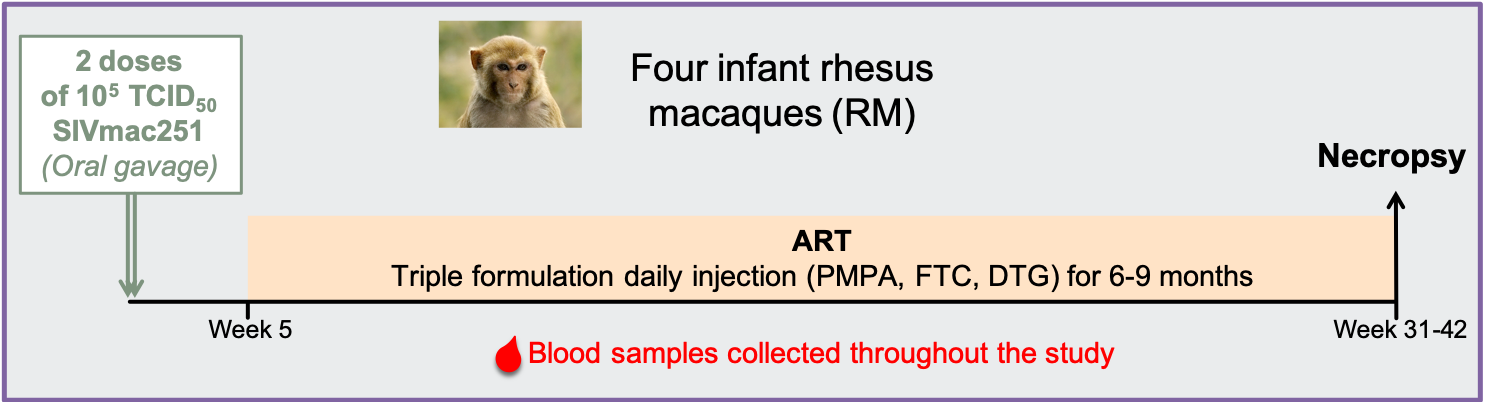 2 doses
of 10⁵ TCID₅₀
SIVmac251
(Oral gavage)
Four infant rhesus
macaques (RM)
Necropsy
ART
Triple formulation daily injection (PMPA, FTC, DTG) for 6-9 months
Week 5
Week 31-42
Blood samples collected throughout the study